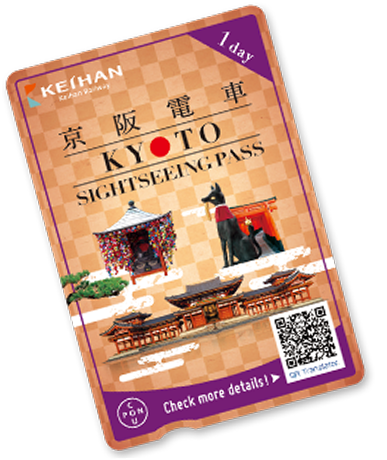 1 day
KEIHAN
Keihan Railway
京阪電車
KYOTO
SIGHTSEEING PASS
QR Translator
COUPON
Check more details!